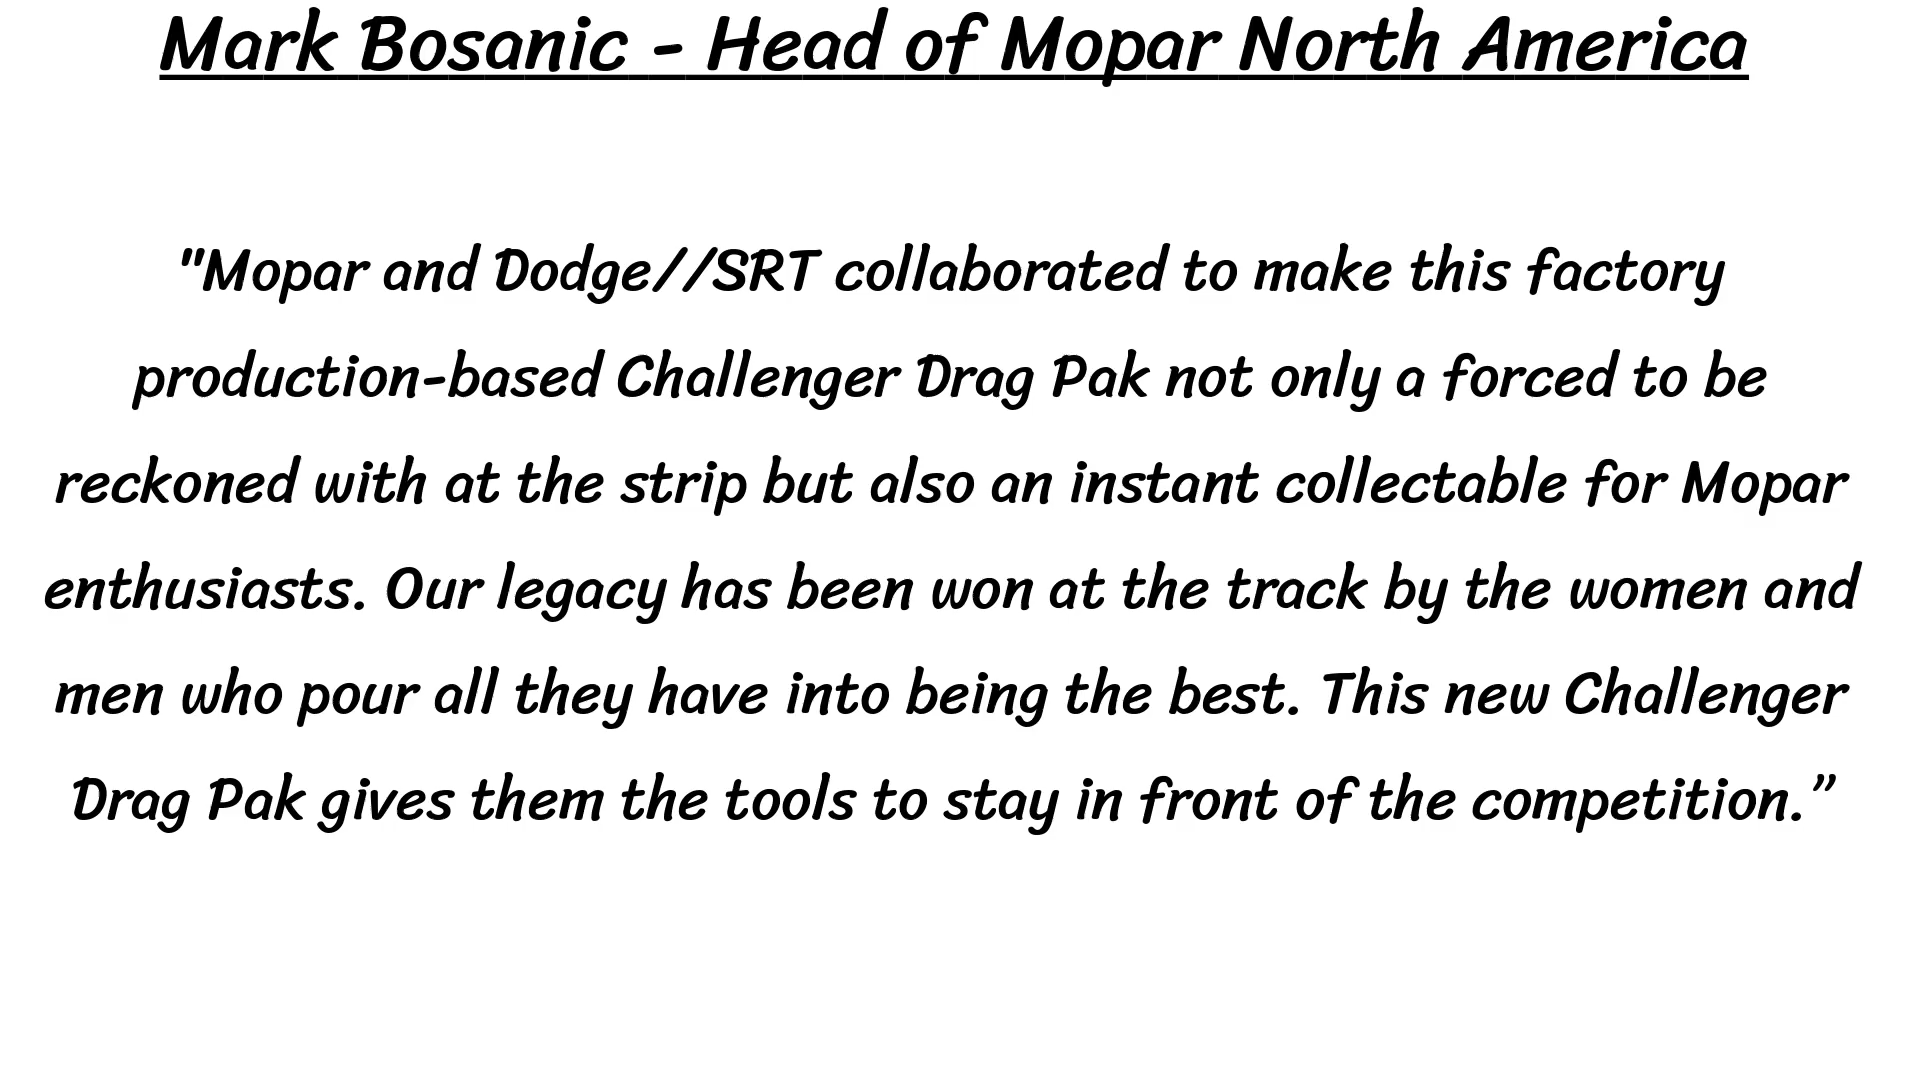 Mark Bosanic - Head of Mopar North America
"Mopar and Dodge//SRT collaborated to make this factory
production-based Challenger Drag Pak not only a forced to be
reckoned with at the strip but also an instant collectable for Mopar
enthusiasts. Our legacy has been won at the track by the women and
men who pour all they have into being the best. This new Challenger
Drag Pak gives them the tools to stay in front of the competition.”